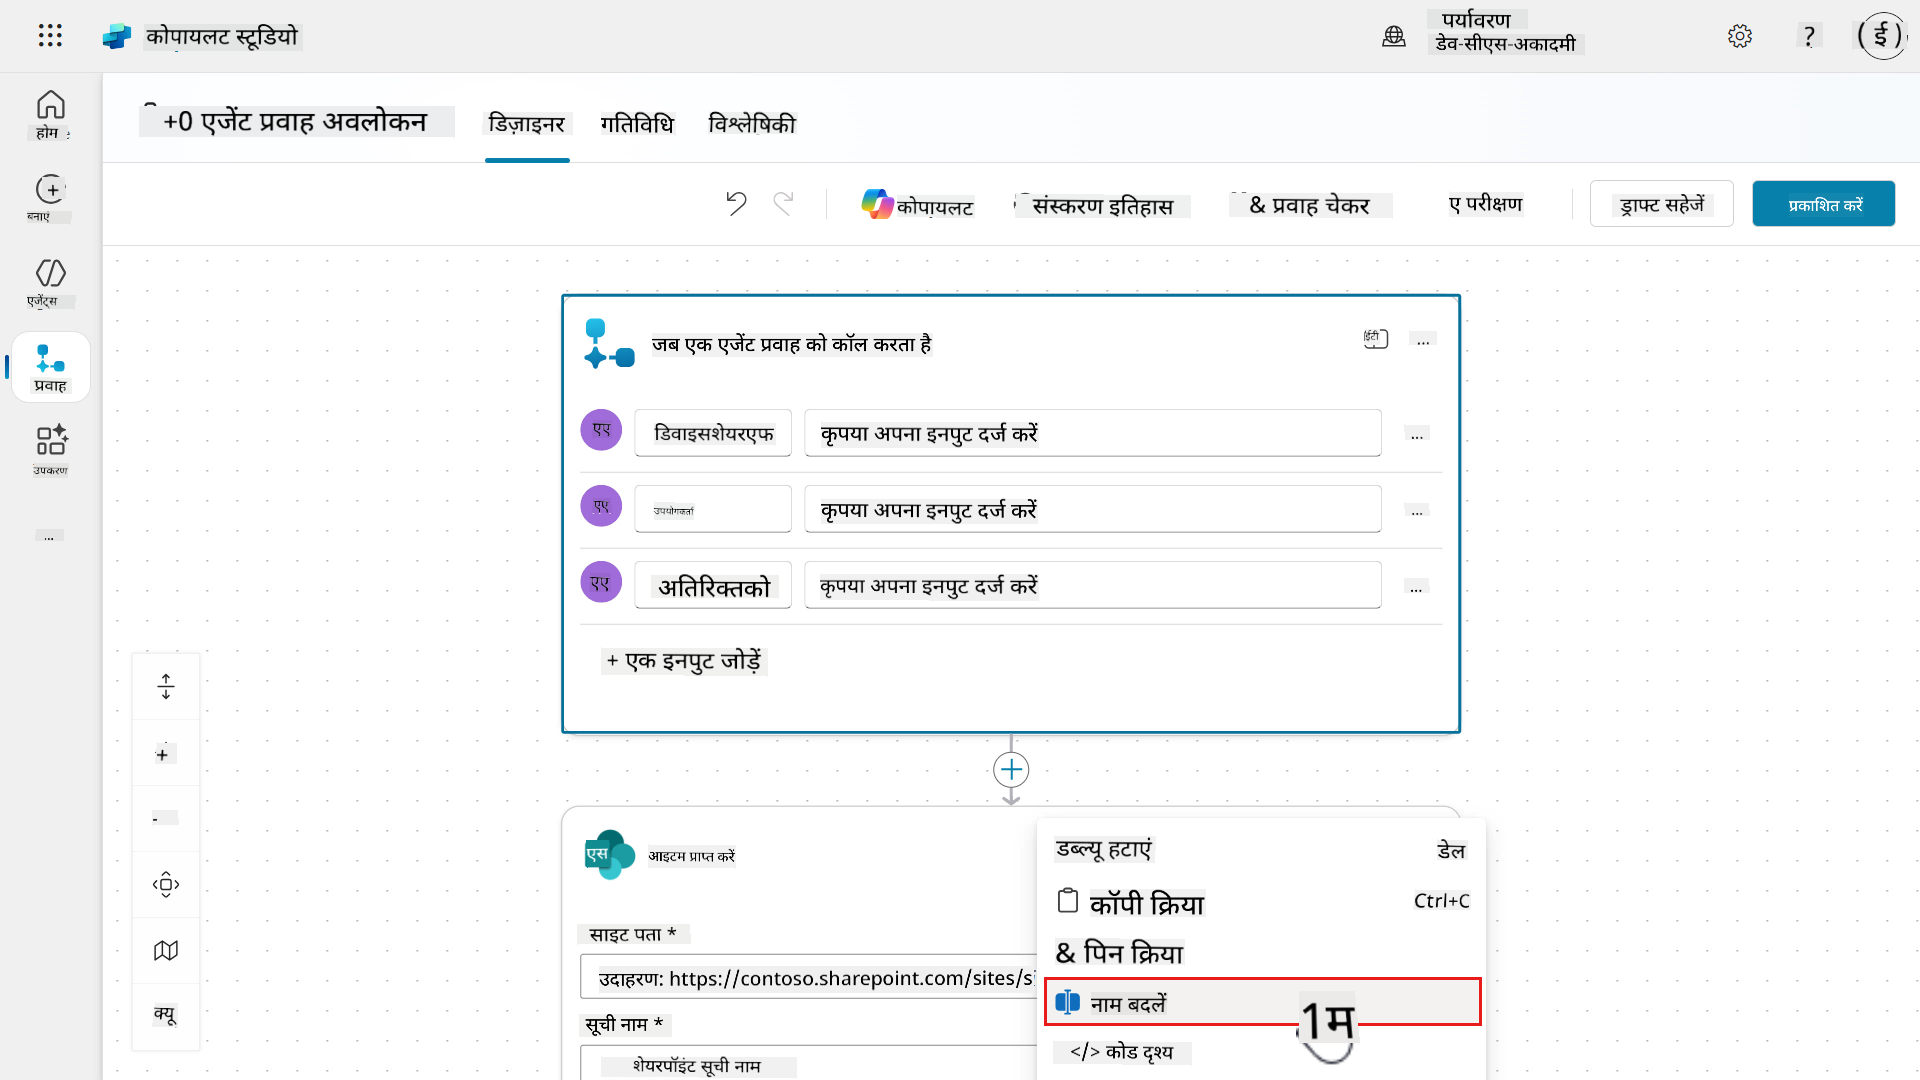 कोपायलट स्टूडियो
पर्यावरण
डेव-सीएस-अकादमी
?
( ई )
होम
बनाएं
एजेंट्स
प्रवाह
उपकरण
...
+0 एजेंट प्रवाह अवलोकन
डिज़ाइनर
गतिविधि
विश्लेषिकी
कोपायलट
संस्करण इतिहास
& प्रवाह चेकर
ए परीक्षण
ड्राफ्ट सहेजें
प्रकाशित करें
जब एक एजेंट प्रवाह को कॉल करता है
...
एए
डिवाइसशेयरएफ
कृपया अपना इनपुट दर्ज करें
...
एए
उपयोगकर्ता
कृपया अपना इनपुट दर्ज करें
...
एए
अतिरिक्तको
कृपया अपना इनपुट दर्ज करें
...
+ एक इनपुट जोड़ें
+
-
क्यू
एस
आइटम प्राप्त करें
साइट पता *
उदाहरण: https://contoso.sharepoint.com/sites/s
सूची नाम *
शेयरपॉइंट सूची नाम
डब्ल्यू हटाएं
डेल
कॉपी क्रिया
Ctrl+C
& पिन क्रिया
नाम बदलें
1म
</> कोड दृश्य